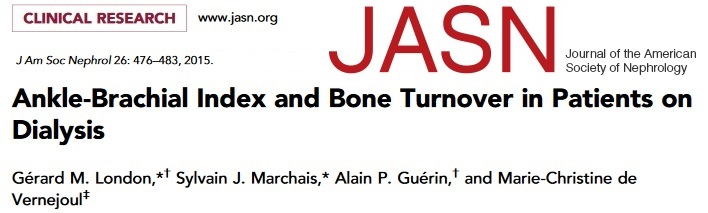 CLINICAL RESEARCH www.jasn.org
J Am Soc Nephrol 26: 476–483, 2015.
JASN Journal of the American
Society of Nephrology
Ankle-Brachial Index and Bone Turnover in Patients on
Dialysis
Gérard M. London,*† Sylvain J. Marchais,* Alain P. Guérin,† and Marie-Christine de
Vernejoul‡